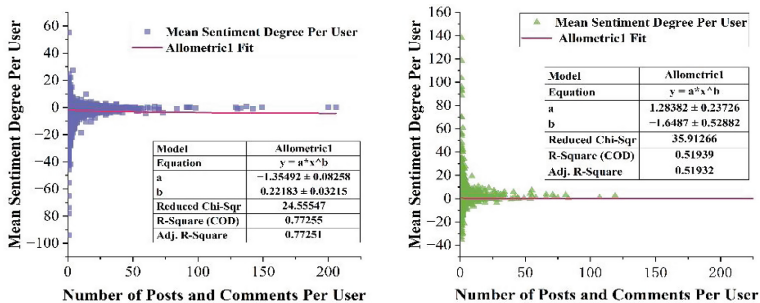 60
40
20
0
−20
−40
−60
−80
−100
Mean Sentiment Degree Per User
Mean Sentiment Degree Per User
Allometric1 Fit
Model Allometric1
Equation y = a*x^b
a −1.35492 ± 0.08258
b 0.22183 ± 0.03215
Reduced Chi-Sqr 24.55547
R-Square (COD) 0.77255
Adj. R-Square 0.77251
0 50 100 150 200
Number of Posts and Comments Per User
160
140
120
100
80
60
40
20
0
−20
−40
Mean Sentiment Degree Per User
Mean Sentiment Degree Per User
Allometric1 Fit
Model Allometric1
Equation y = a*x^b
a 1.28382 ± 0.23726
b −1.6487 ± 0.52882
Reduced Chi-Sqr 35.91266
R-Square (COD) 0.51939
Adj. R-Square 0.51932
0 50 100 150 200
Number of Posts and Comments Per User